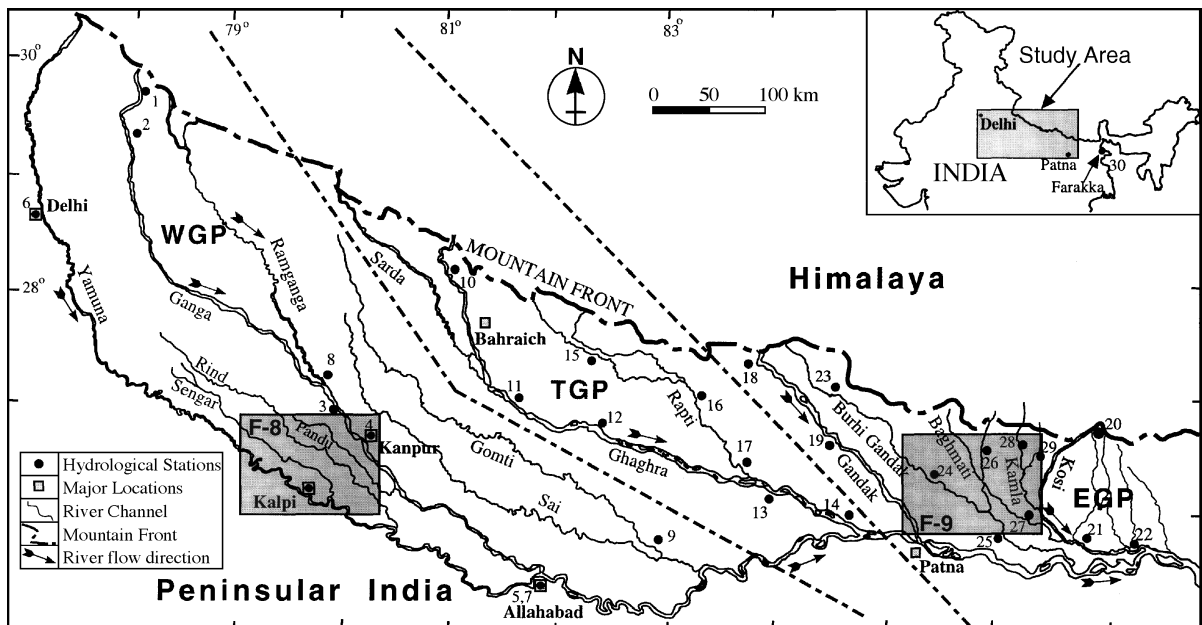 79°
81°
83°
30°
28°
N
0 50 100 km
Study Area
Delhi
Patna
INDIA
Farakka
30
1
2
6
Delhi
WGP
Yamuna
Ganga
Ramganga
Sarda
10
MOUNTAIN FRONT
Himalaya
Bahraich
15
TGP
Rapti
16
18
23
8
3
11
12
Ghaghra
17
13
14
19
Gandak
Burhi Gandak
Baghmati
24
26
28
Kamla
29
20
Kosi
EGP
27
25
21
22
F-9
Patna
Rind
Sengar
F-8
Pandu
4
Kanpur
Kalpi
Gomti
Sai
9
5,7
Allahabad
Peninsular India
Hydrological Stations
Major Locations
River Channel
Mountain Front
River flow direction